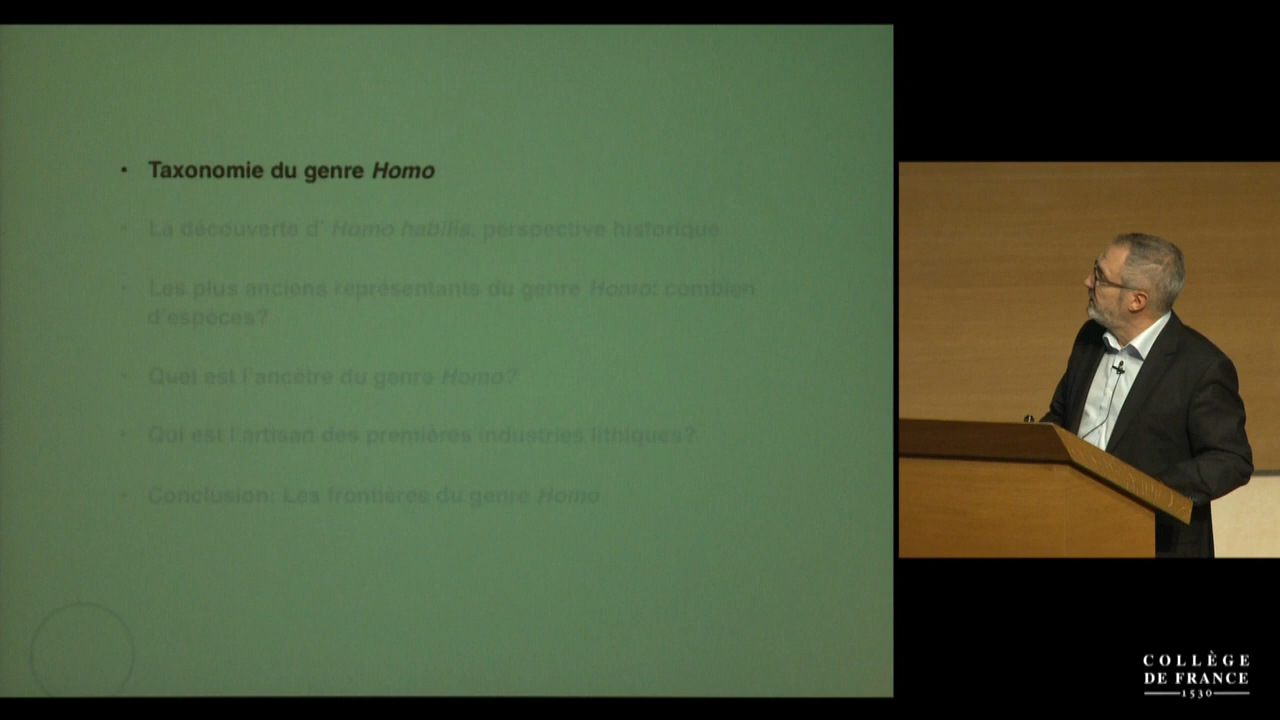 • Taxonomie du genre Homo
• La découverte d' Homo habilis, perspective historique
• Les plus anciens représentants du genre Homo: combien
d'espèces?
• Quel est l'ancêtre du genre Homo?
• Qui est l'artisan des premières industries lithiques?
• Conclusion: Les frontières du genre Homo
COLLÈGE
DE FRANCE
1530